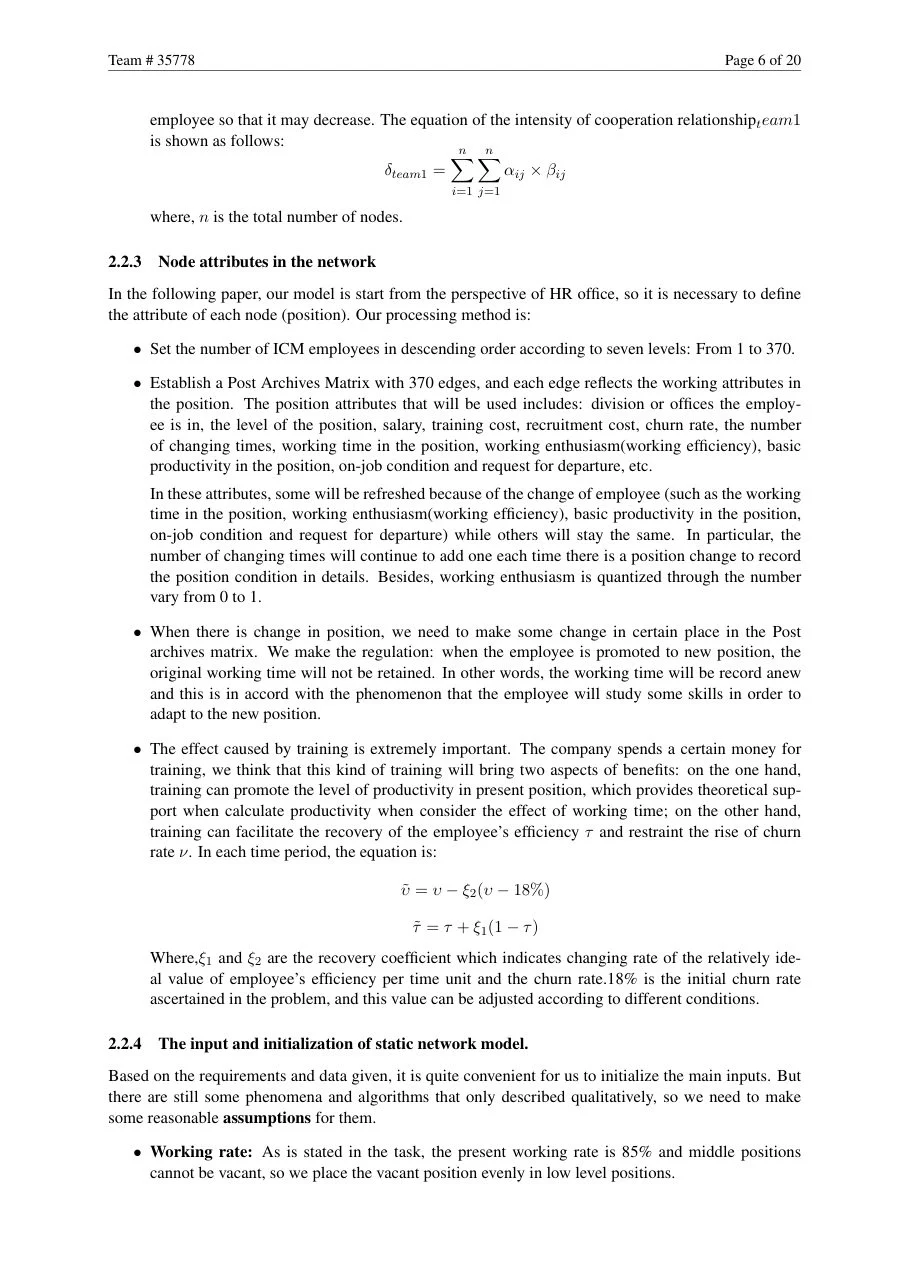 Team # 35778 Page 6 of 20
employee so that it may decrease. The equation of the intensity of cooperation relationship_team1
is shown as follows:
δ_{team1} = ∑_{i=1}^{n} ∑_{j=1}^{n} α_{ij} × β_{ij}
where, n is the total number of nodes.
2.2.3 Node attributes in the network
In the following paper, our model is start from the perspective of HR office, so it is necessary to define
the attribute of each node (position). Our processing method is:
• Set the number of ICM employees in descending order according to seven levels: From 1 to 370.
• Establish a Post Archives Matrix with 370 edges, and each edge reflects the working attributes in
the position. The position attributes that will be used includes: division or offices the employ-
ee is in, the level of the position, salary, training cost, recruitment cost, churn rate, the number
of changing times, working time in the position, working enthusiasm(working efficiency), basic
productivity in the position, on-job condition and request for departure, etc.
In these attributes, some will be refreshed because of the change of employee (such as the working
time in the position, working enthusiasm(working efficiency), basic productivity in the position,
on-job condition and request for departure) while others will stay the same. In particular, the
number of changing times will continue to add one each time there is a position change to record
the position condition in details. Besides, working enthusiasm is quantized through the number
vary from 0 to 1.
• When there is change in position, we need to make some change in certain place in the Post
archives matrix. We make the regulation: when the employee is promoted to new position, the
original working time will not be retained. In other words, the working time will be record anew
and this is in accord with the phenomenon that the employee will study some skills in order to
adapt to the new position.
• The effect caused by training is extremely important. The company spends a certain money for
training, we think that this kind of training will bring two aspects of benefits: on the one hand,
training can promote the level of productivity in present position, which provides theoretical sup-
port when calculate productivity when consider the effect of working time; on the other hand,
training can facilitate the recovery of the employee's efficiency τ and restraint the rise of churn
rate ν. In each time period, the equation is:
υ̃ = υ − ξ₂(υ − 18%)
τ̃ = τ + ξ₁(1 − τ)
Where,ξ₁ and ξ₂ are the recovery coefficient which indicates changing rate of the relatively ide-
al value of employee's efficiency per time unit and the churn rate.18% is the initial churn rate
ascertained in the problem, and this value can be adjusted according to different conditions.
2.2.4 The input and initialization of static network model.
Based on the requirements and data given, it is quite convenient for us to initialize the main inputs. But
there are still some phenomena and algorithms that only described qualitatively, so we need to make
some reasonable assumptions for them.
• Working rate: As is stated in the task, the present working rate is 85% and middle positions
cannot be vacant, so we place the vacant position evenly in low level positions.